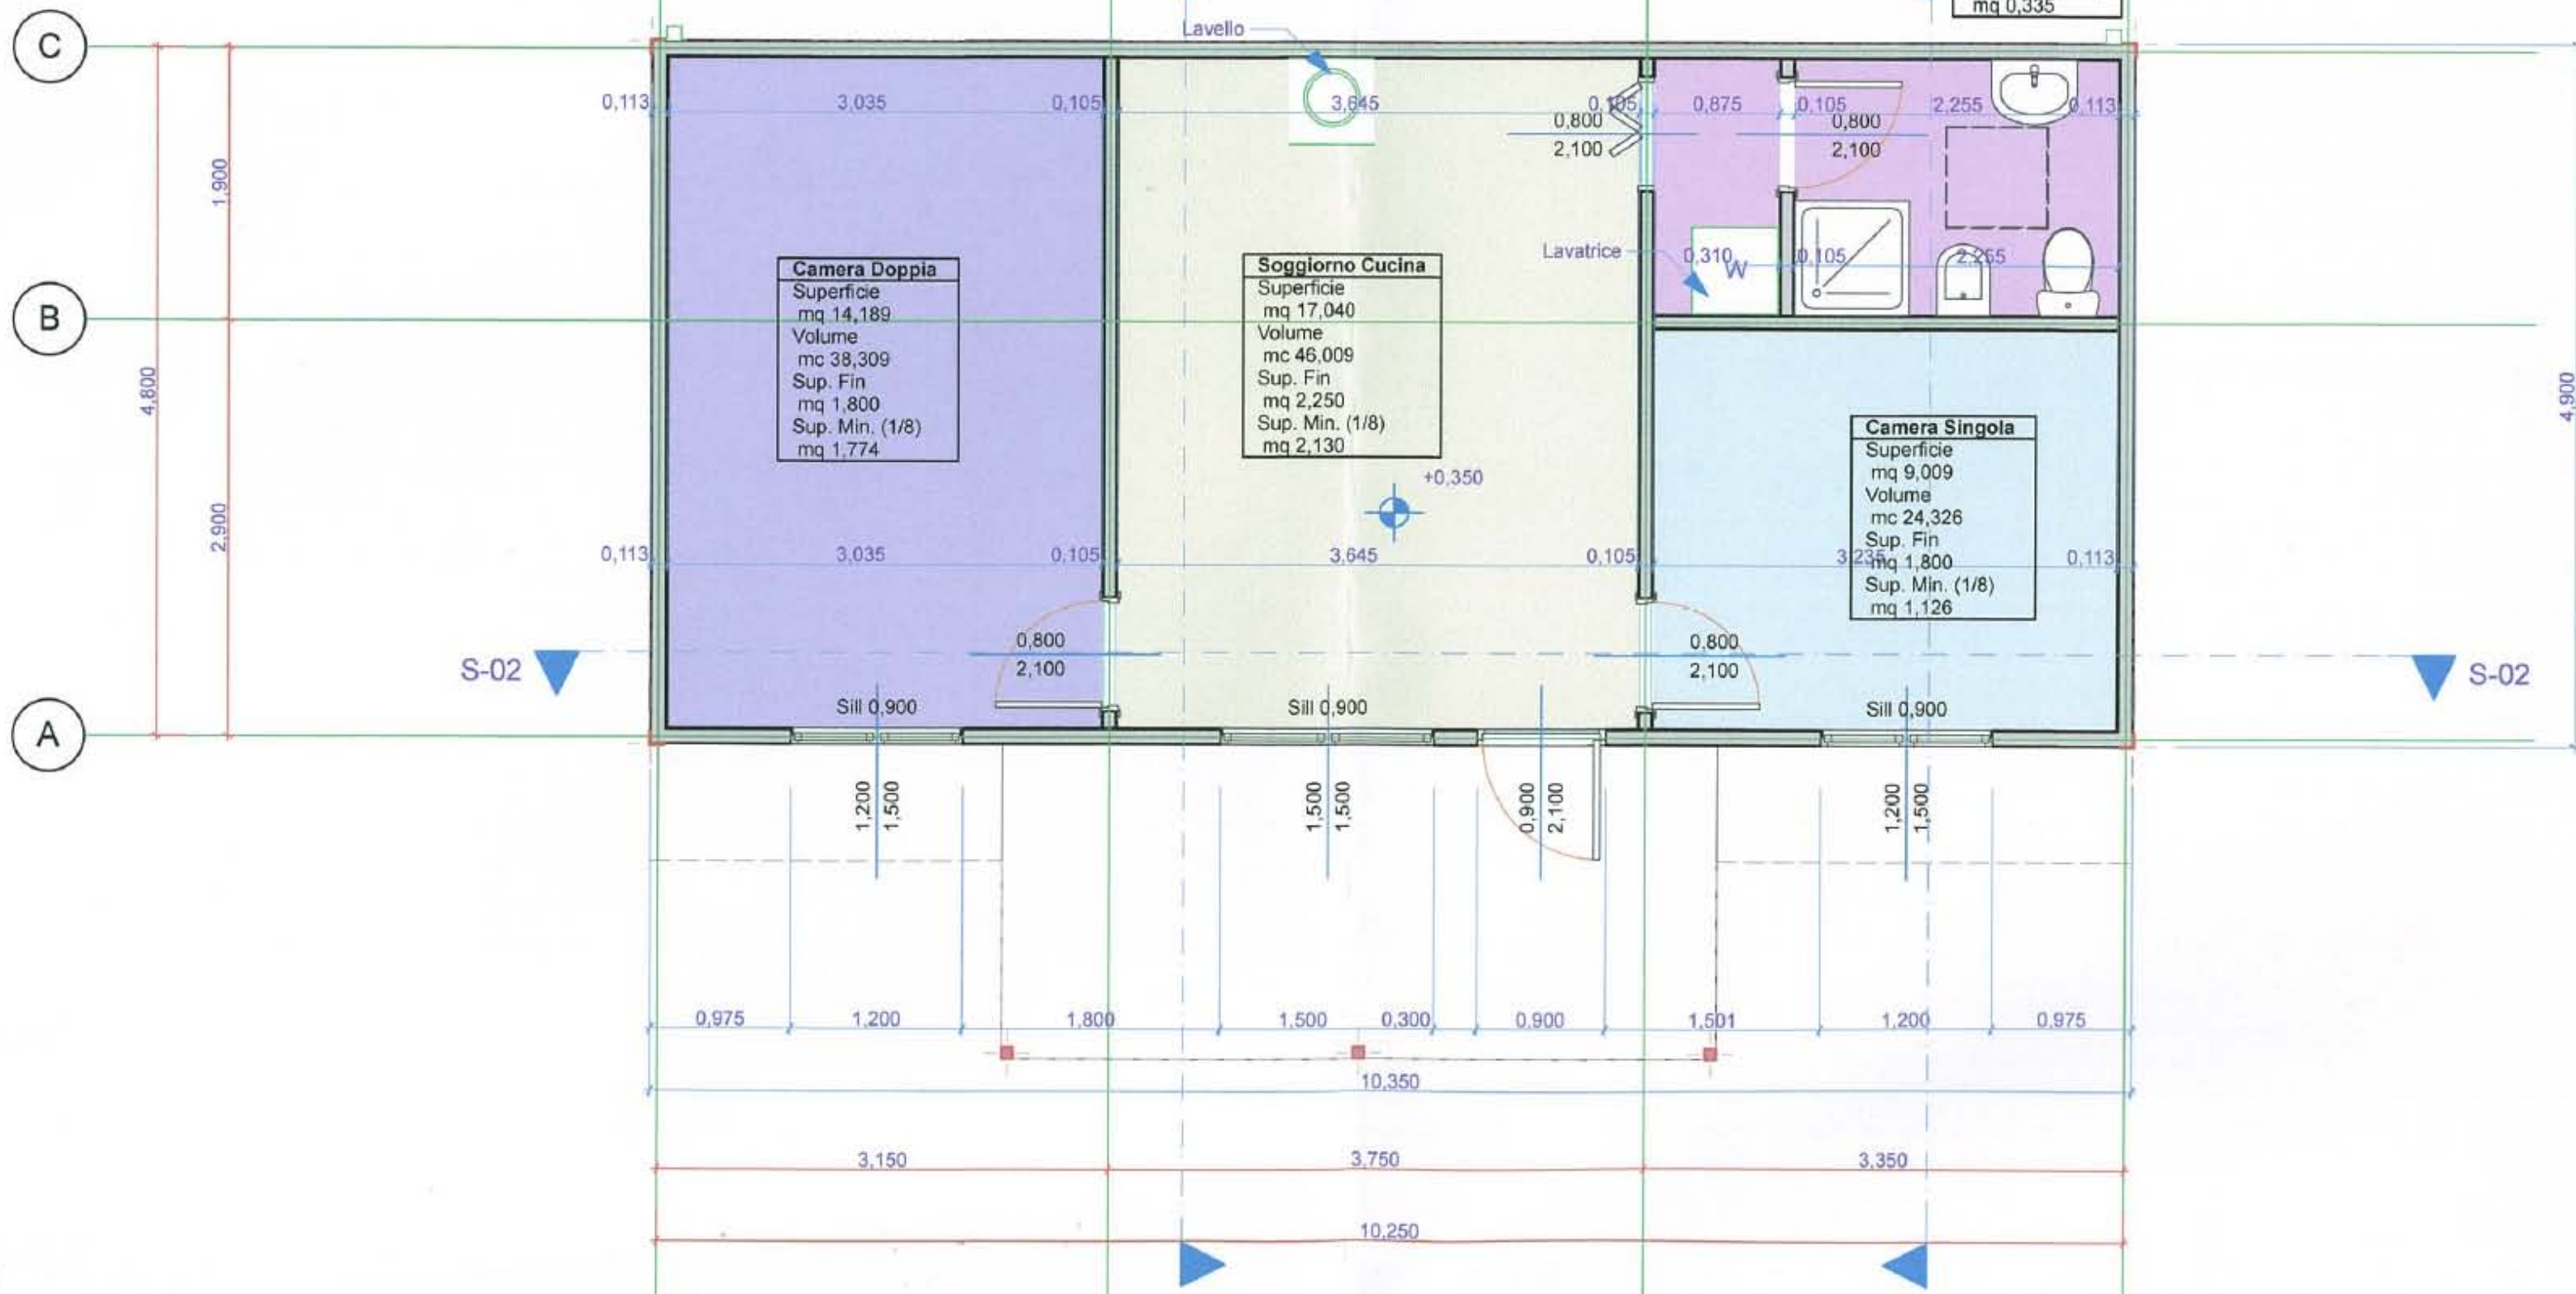 mq 0,335
C
Lavello
0,113
3,035
0,105
3,645
0,105
0,875
0,105
2,255
0,113
0,800
2,100
0,800
2,100
1,900
Lavatrice
0,310
W
0,105
2,255
Camera Doppia
Superficie
mq 14,189
Volume
mc 38,309
Sup. Fin
mq 1,800
Sup. Min. (1/8)
mq 1,774
Soggiorno Cucina
Superficie
mq 17,040
Volume
mc 46,009
Sup. Fin
mq 2,250
Sup. Min. (1/8)
mq 2,130
B
4,800
4,900
Camera Singola
Superficie
mq 9,009
Volume
mc 24,326
Sup. Fin
mq 1,800
Sup. Min. (1/8)
mq 1,126
+0,350
2,900
0,113
3,035
0,105
3,645
0,105
3,235
0,113
0,800
2,100
0,800
2,100
S-02
S-02
A
Sill 0,900
Sill 0,900
Sill 0,900
1,200
1,500
1,500
1,500
0,900
2,100
1,200
1,500
0,975
1,200
1,800
1,500
0,300
0,900
1,501
1,200
0,975
10,350
3,150
3,750
3,350
10,250